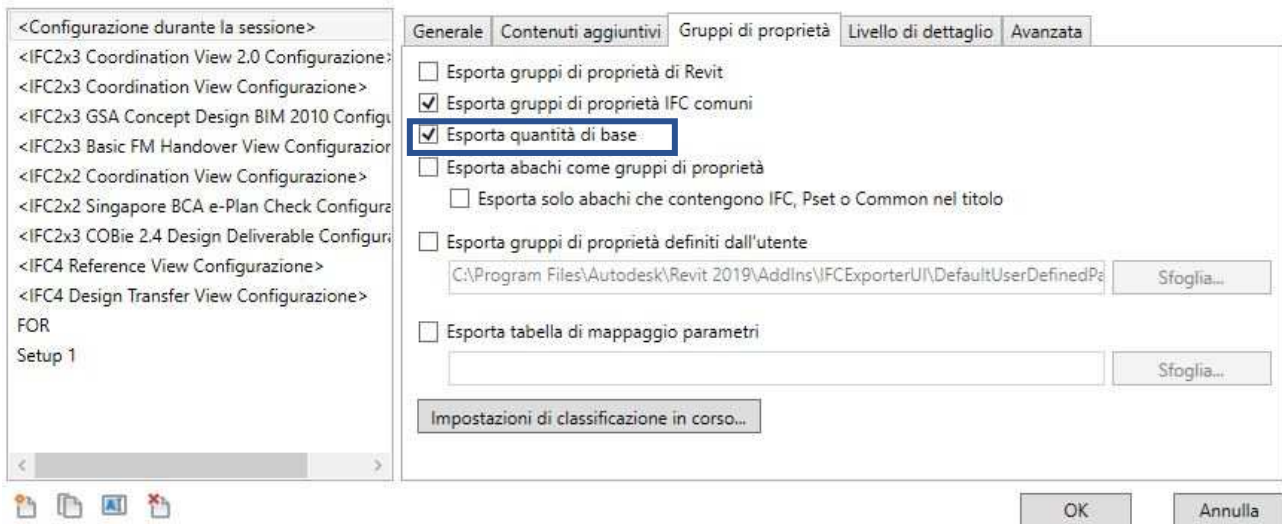 <Configurazione durante la sessione>
<IFC2x3 Coordination View 2.0 Configurazione>
<IFC2x3 Coordination View Configurazione>
<IFC2x3 GSA Concept Design BIM 2010 Configu
<IFC2x3 Basic FM Handover View Configurazior
<IFC2x2 Coordination View Configurazione>
<IFC2x2 Singapore BCA e-Plan Check Configura
<IFC2x3 COBie 2.4 Design Deliverable Configura
<IFC4 Reference View Configurazione>
<IFC4 Design Transfer View Configurazione>
FOR
Setup 1
Generale Contenuti aggiuntivi Gruppi di proprietà Livello di dettaglio Avanzata
Esporta gruppi di proprietà di Revit
Esporta gruppi di proprietà IFC comuni
Esporta quantità di base
Esporta abachi come gruppi di proprietà
Esporta solo abachi che contengono IFC, Pset o Common nel titolo
Esporta gruppi di proprietà definiti dall'utente
C:\Program Files\Autodesk\Revit 2019\AddIns\IFCExporterUI\DefaultUserDefinedPa Sfoglia...
Esporta tabella di mappaggio parametri
Sfoglia...
Impostazioni di classificazione in corso...
OK Annulla